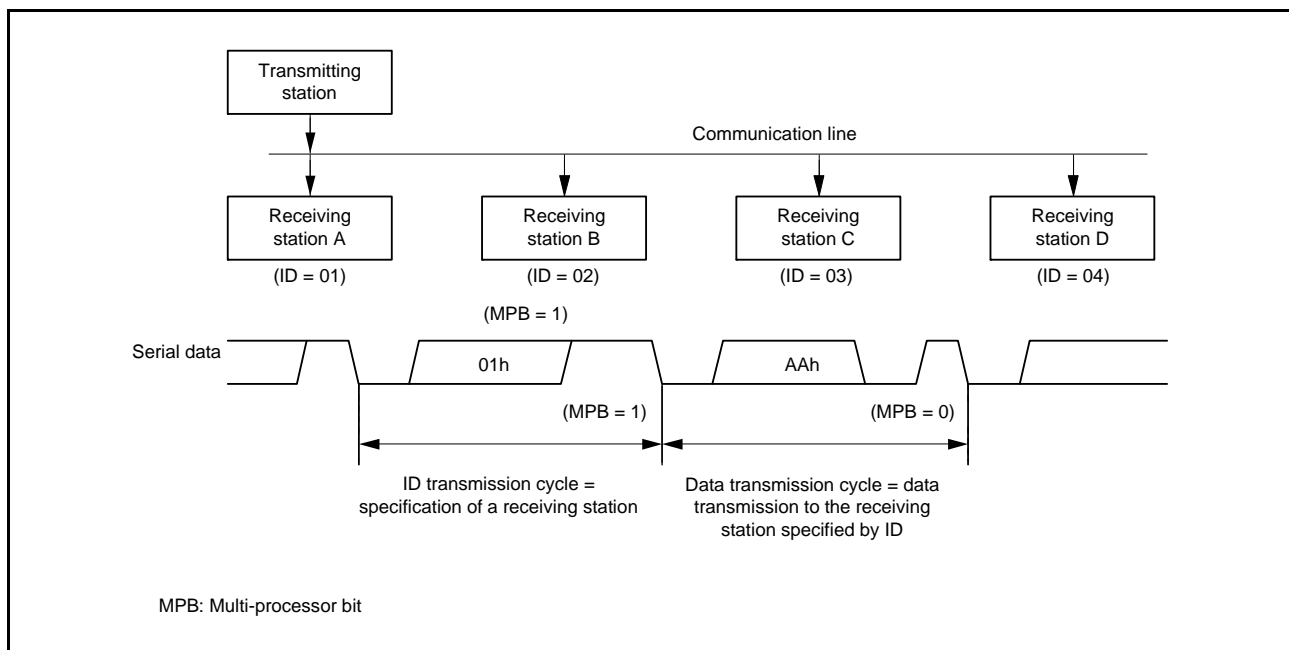 Transmitting
station
Communication line
Receiving
station A
Receiving
station B
Receiving
station C
Receiving
station D
(ID = 01)
(ID = 02)
(ID = 03)
(ID = 04)
(MPB = 1)
Serial data
01h
AAh
(MPB = 1)
(MPB = 0)
ID transmission cycle =
specification of a receiving station
Data transmission cycle = data
transmission to the receiving
station specified by ID
MPB: Multi-processor bit